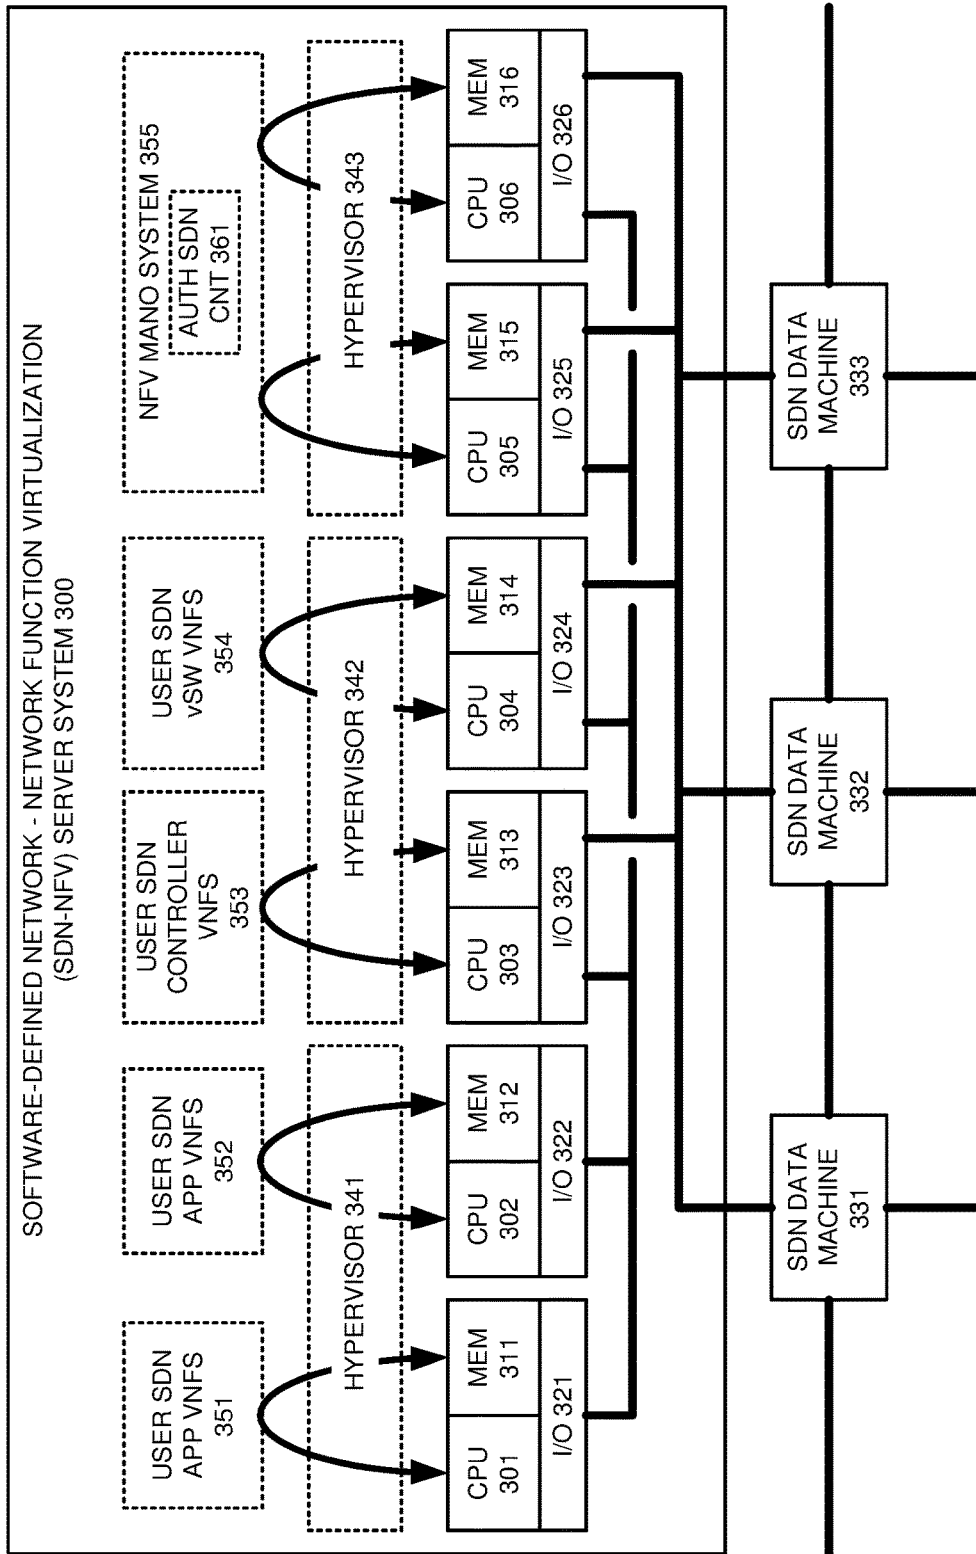 SOFTWARE-DEFINED NETWORK - NETWORK FUNCTION VIRTUALIZATION
(SDN-NFV) SERVER SYSTEM 300
USER SDN
APP VNFS
351
USER SDN
APP VNFS
352
USER SDN
CONTROLLER
VNFS
353
USER SDN
vSW VNFS
354
NFV MANO SYSTEM 355
AUTH SDN
CNT 361
HYPERVISOR 341
HYPERVISOR 342
HYPERVISOR 343
CPU
301
MEM
311
I/O 321
CPU
302
MEM
312
I/O 322
CPU
303
MEM
313
I/O 323
CPU
304
MEM
314
I/O 324
CPU
305
MEM
315
I/O 325
CPU
306
MEM
316
I/O 326
SDN DATA
MACHINE
331
SDN DATA
MACHINE
332
SDN DATA
MACHINE
333